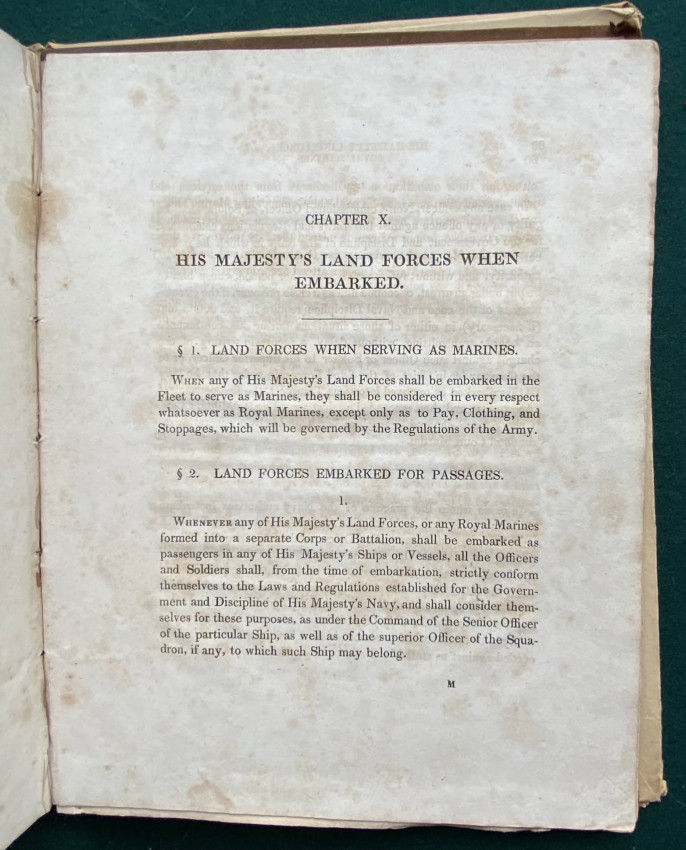 CHAPTER X.
HIS MAJESTY'S LAND FORCES WHEN
EMBARKED.
§ 1. LAND FORCES WHEN SERVING AS MARINES.
WHEN any of His Majesty's Land Forces shall be embarked in the
Fleet to serve as Marines, they shall be considered in every respect
whatsoever as Royal Marines, except only as to Pay, Clothing, and
Stoppages, which will be governed by the Regulations of the Army.
§ 2. LAND FORCES EMBARKED FOR PASSAGES.
1.
WHENEVER any of His Majesty's Land Forces, or any Royal Marines
formed into a separate Corps or Battalion, shall be embarked as
passengers in any of His Majesty's Ships or Vessels, all the Officers
and Soldiers shall, from the time of embarkation, strictly conform
themselves to the Laws and Regulations established for the Govern-
ment and Discipline of His Majesty's Navy, and shall consider them-
selves for these purposes, as under the Command of the Senior Officer
of the particular Ship, as well as of the superior Officer of the Squa-
dron, if any, to which such Ship may belong.
M